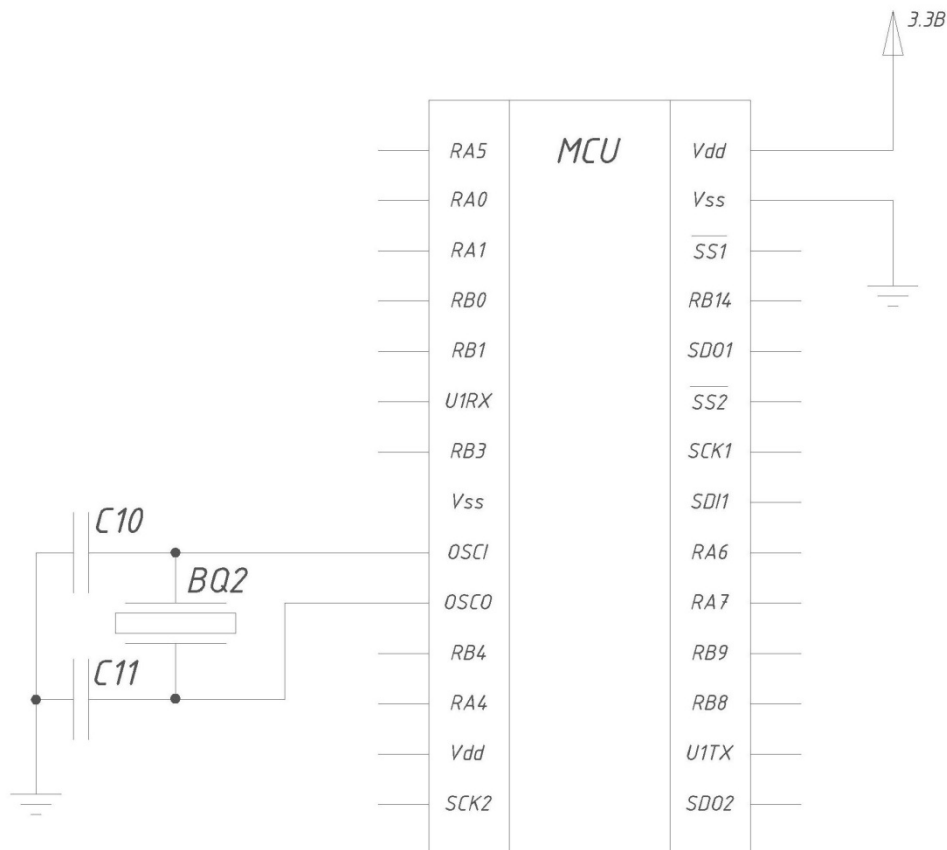 3.3В
RA5 MCU Vdd
RA0 Vss
RA1 SS1
RB0 RB14
RB1 SDO1
U1RX SS2
RB3 SCK1
Vss SDI1
C10
OSCI RA6
BQ2
OSCO RA7
RB4 RB9
C11
RA4 RB8
Vdd U1TX
SCK2 SDO2